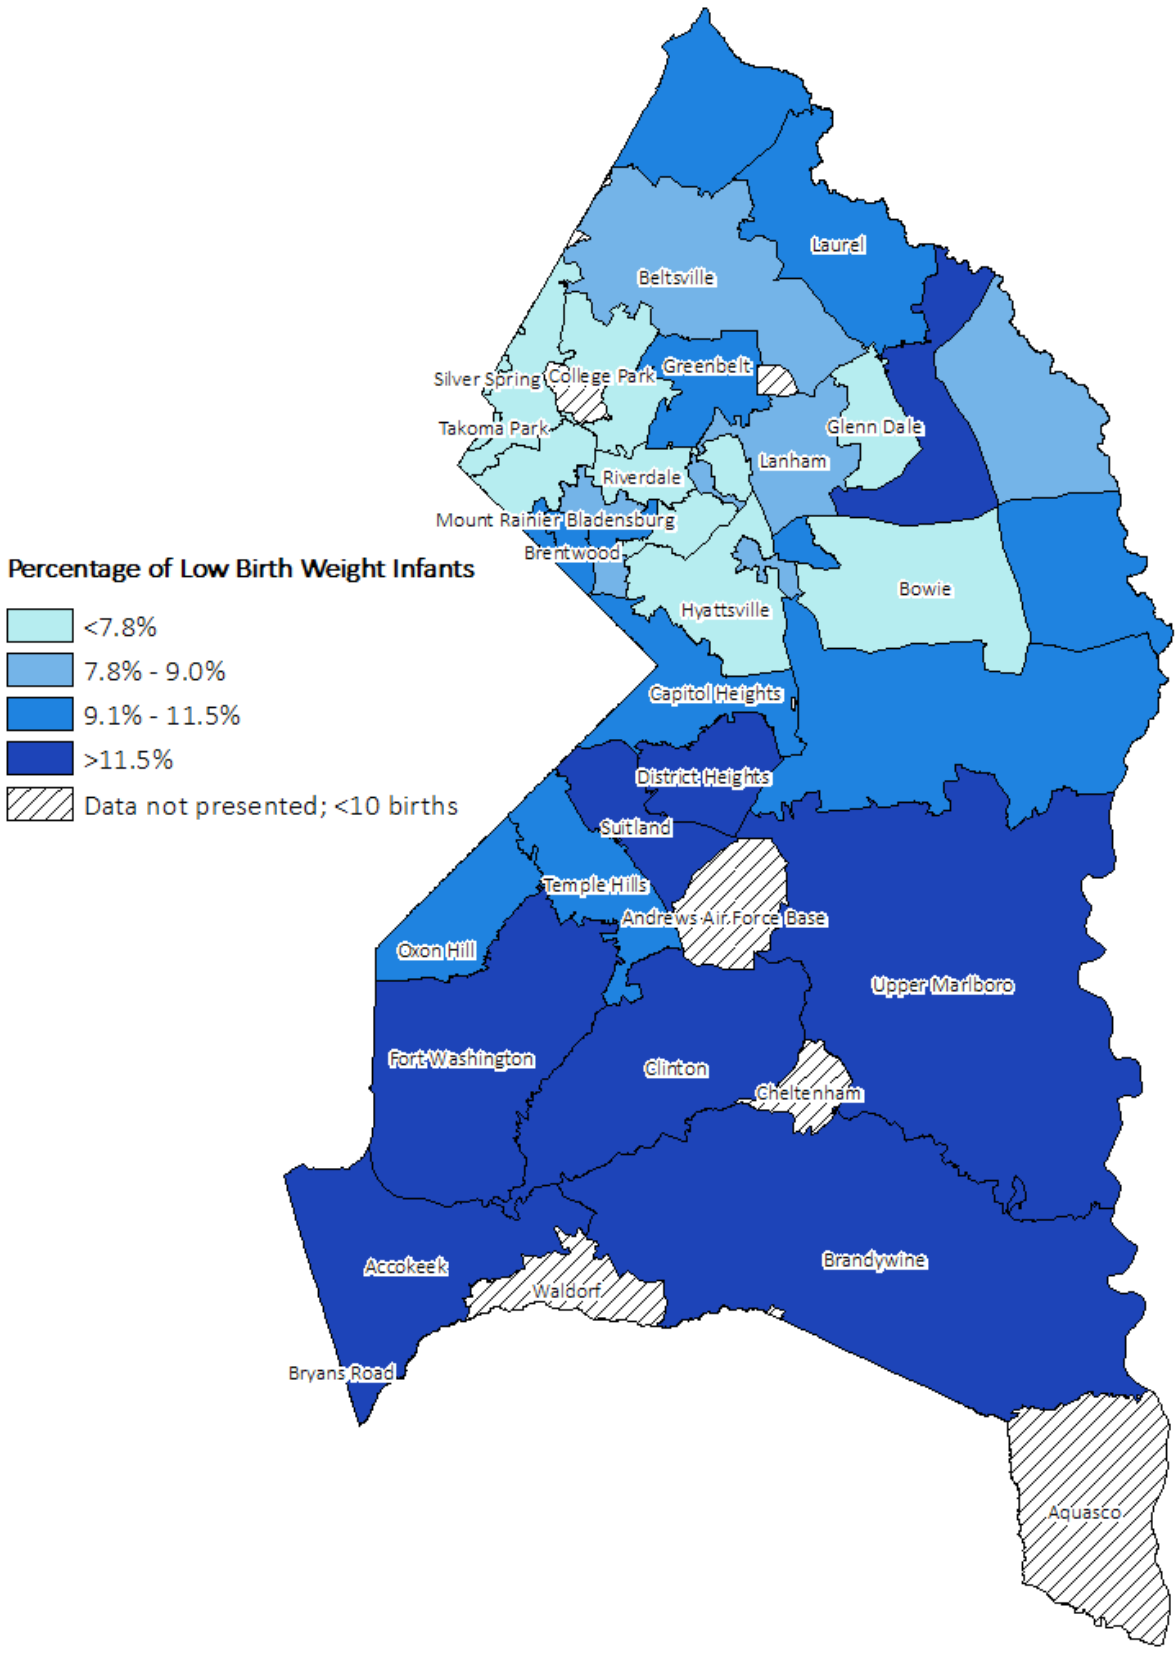 Laurel
Beltsville
Greenbelt
Silver Spring
College Park
Takoma Park
Glenn Dale
Lanham
Riverdale
Mount Rainier
Bladensburg
Brentwood
Percentage of Low Birth Weight Infants
<7.8%
7.8% - 9.0%
9.1% - 11.5%
>11.5%
Data not presented; <10 births
Bowie
Hyattsville
Capitol Heights
District Heights
Suitland
Temple Hills
Andrews Air Force Base
Oxon Hill
Upper Marlboro
Fort Washington
Clinton
Cheltenham
Accokeek
Brandywine
Waldorf
Bryans Road
Aquasco